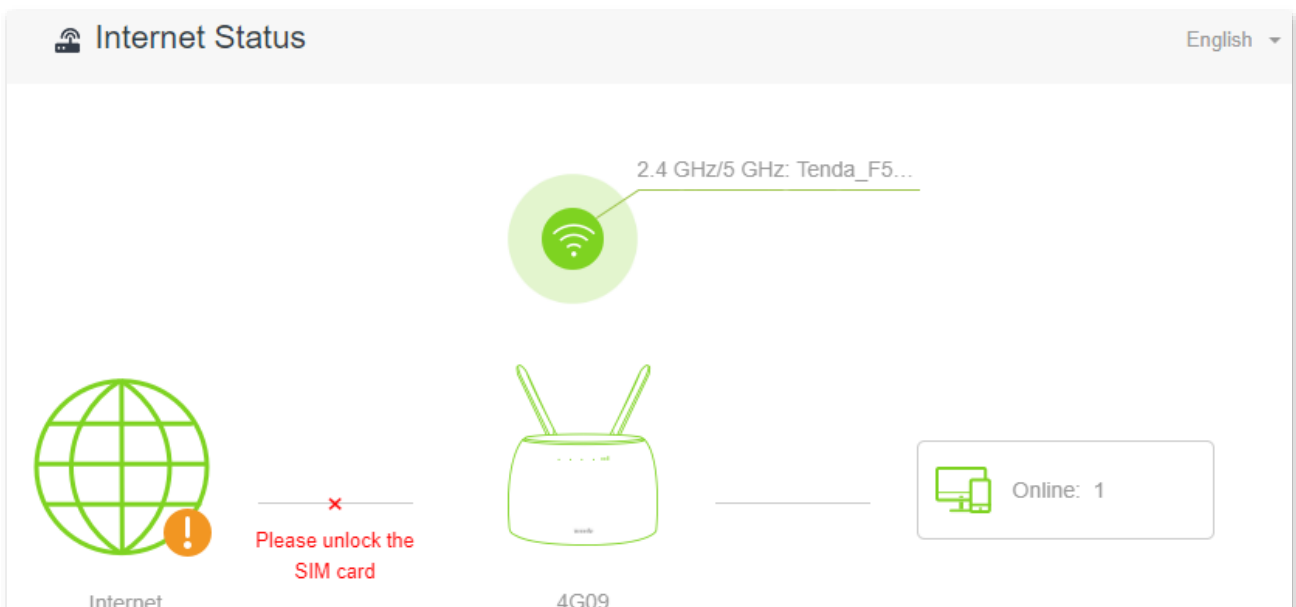 Internet Status
English
2.4 GHz/5 GHz: Tenda_F5...
Please unlock the
SIM card
Online: 1
Internet
4G09